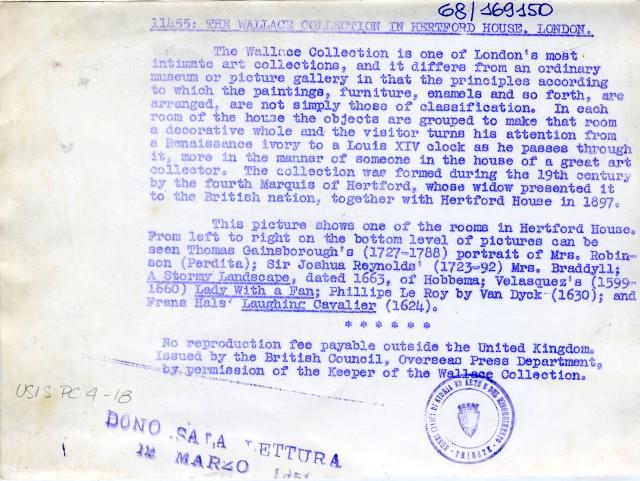 68/169150
11455: THE WALLACE COLLECTION IN HERTFORD HOUSE. LONDON.
The Wallace Collection is one of London's most
intimate art collections, and it differs from an ordinary
museum or picture gallery in that the principles according
to which the paintings, furniture, enamels and so forth, are
arranged, are not simply those of classification. In each
room of the house the objects are grouped to make that room
a decorative whole and the visitor turns his attention from
a Renaissance ivory to a Louis XIV clock as he passes through
it, more in the manner of someone in the house of a great art
collector. The collection was formed during the 19th century
by the fourth Marquis of Hertford, whose widow presented it
to the British nation, together with Hertford House in 1897.
This picture shows one of the rooms in Hertford House.
From left to right on the bottom level of pictures can be
seen Thomas Gainsborough's (1727-1788) portrait of Mrs. Robin-
son (Perdita); Sir Joshua Reynolds' (1723-92) Mrs. Braddyll;
A Stormy Landscape, dated 1663, of Hobbema; Velasquez's (1599-
1660) Lady With a Fan; Phillipe Le Roy by Van Dyck (1630); and
Frans Hals' Laughing Cavalier (1624).
* * * * * *
No reproduction fee payable outside the United Kingdom.
Issued by the British Council, Overseas Press Department,
by permission of the Keeper of the Wallace Collection.
USIS-PC 4-18
DONO SALA LETTURA
12 MARZO
MUSEI CIVICI DI STORIA ED ARTE E DEL RISORGIMENTO
TRIESTE